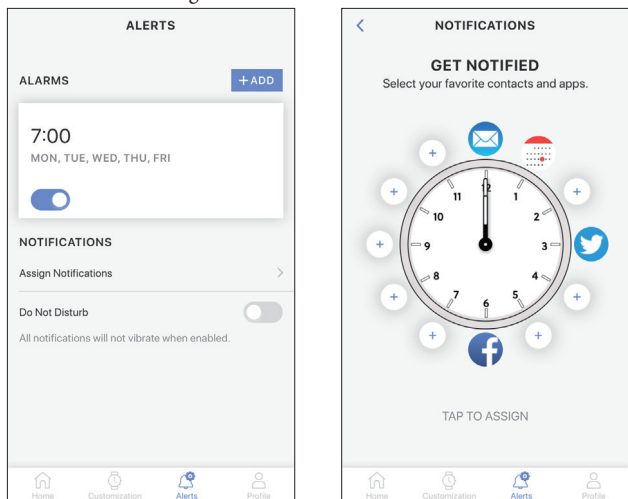 ALERTS
ALARMS
+ADD
7:00
MON, TUE, WED, THU, FRI
NOTIFICATIONS
Assign Notifications
Do Not Disturb
All notifications will not vibrate when enabled.
Home
Customization
Alerts
Profile
NOTIFICATIONS
GET NOTIFIED
Select your favorite contacts and apps.
12
1
2
3
4
5
6
7
8
9
10
11
TAP TO ASSIGN
Home
Customization
Alerts
Profile